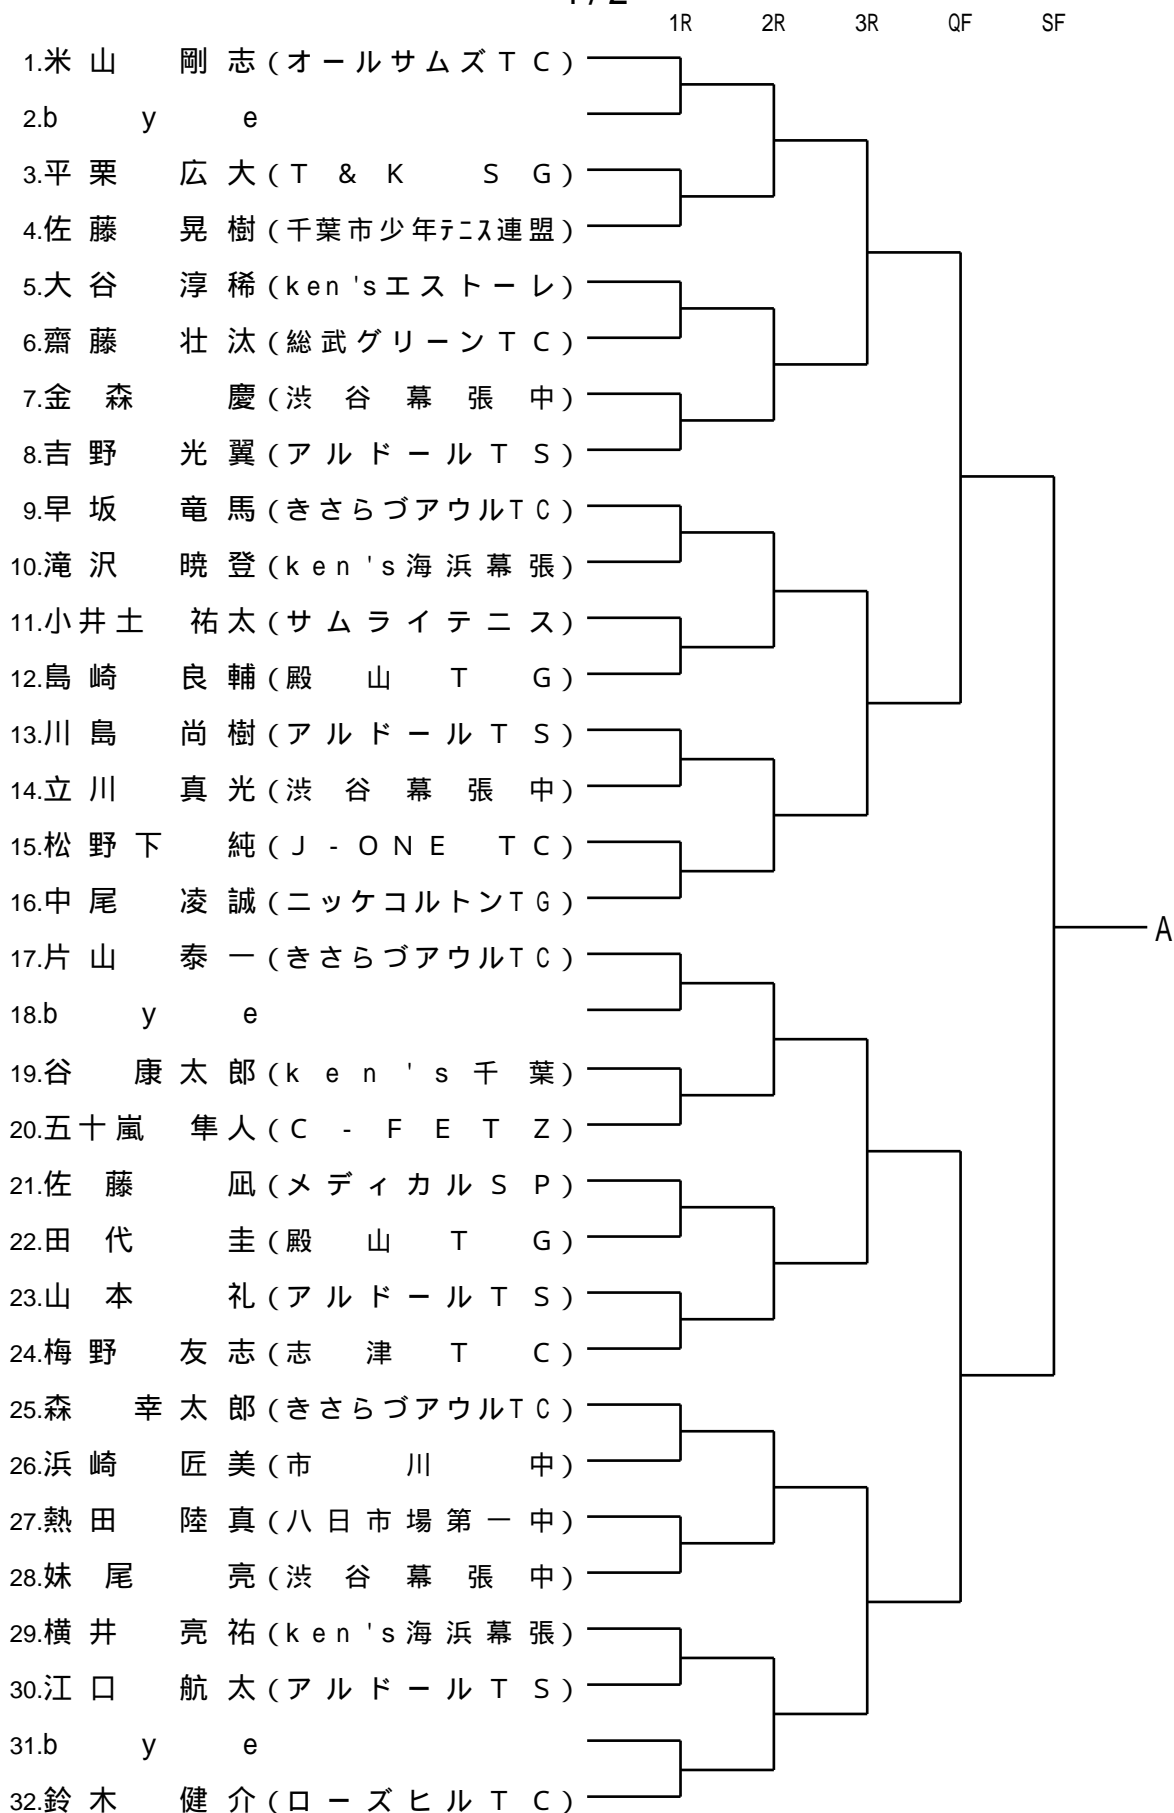 1R 2R 3R QF SF
1.米山 剛志(オールサムズTC)
2.bye
3.平栗 広大(T&K SG)
4.佐藤 晃樹(千葉市少年ﾃﾆｽ連盟)
5.大谷 淳稀(ken'sエストーレ)
6.齋藤 壮汰(総武グリーンTC)
7.金森 慶(渋谷幕張中)
8.吉野 光翼(アルドールTS)
9.早坂 竜馬(きさらづアウルTC)
10.滝沢 暁登(ken's海浜幕張)
11.小井土 祐太(サムライテニス)
12.島崎 良輔(殿山TG)
13.川島 尚樹(アルドールTS)
14.立川 真光(渋谷幕張中)
15.松野下 純(J-ONE TC)
16.中尾 凌誠(ニッケコルトンTG)
A
17.片山 泰一(きさらづアウルTC)
18.bye
19.谷 康太郎(ken's千葉)
20.五十嵐 隼人(C-FETZ)
21.佐藤 凪(メディカルSP)
22.田代 圭(殿山TG)
23.山本 礼(アルドールTS)
24.梅野 友志(志津TC)
25.森 幸太郎(きさらづアウルTC)
26.浜崎 匠美(市川中)
27.熱田 陸真(八日市場第一中)
28.妹尾 亮(渋谷幕張中)
29.横井 亮祐(ken's海浜幕張)
30.江口 航太(アルドールTS)
31.bye
32.鈴木 健介(ローズヒルTC)